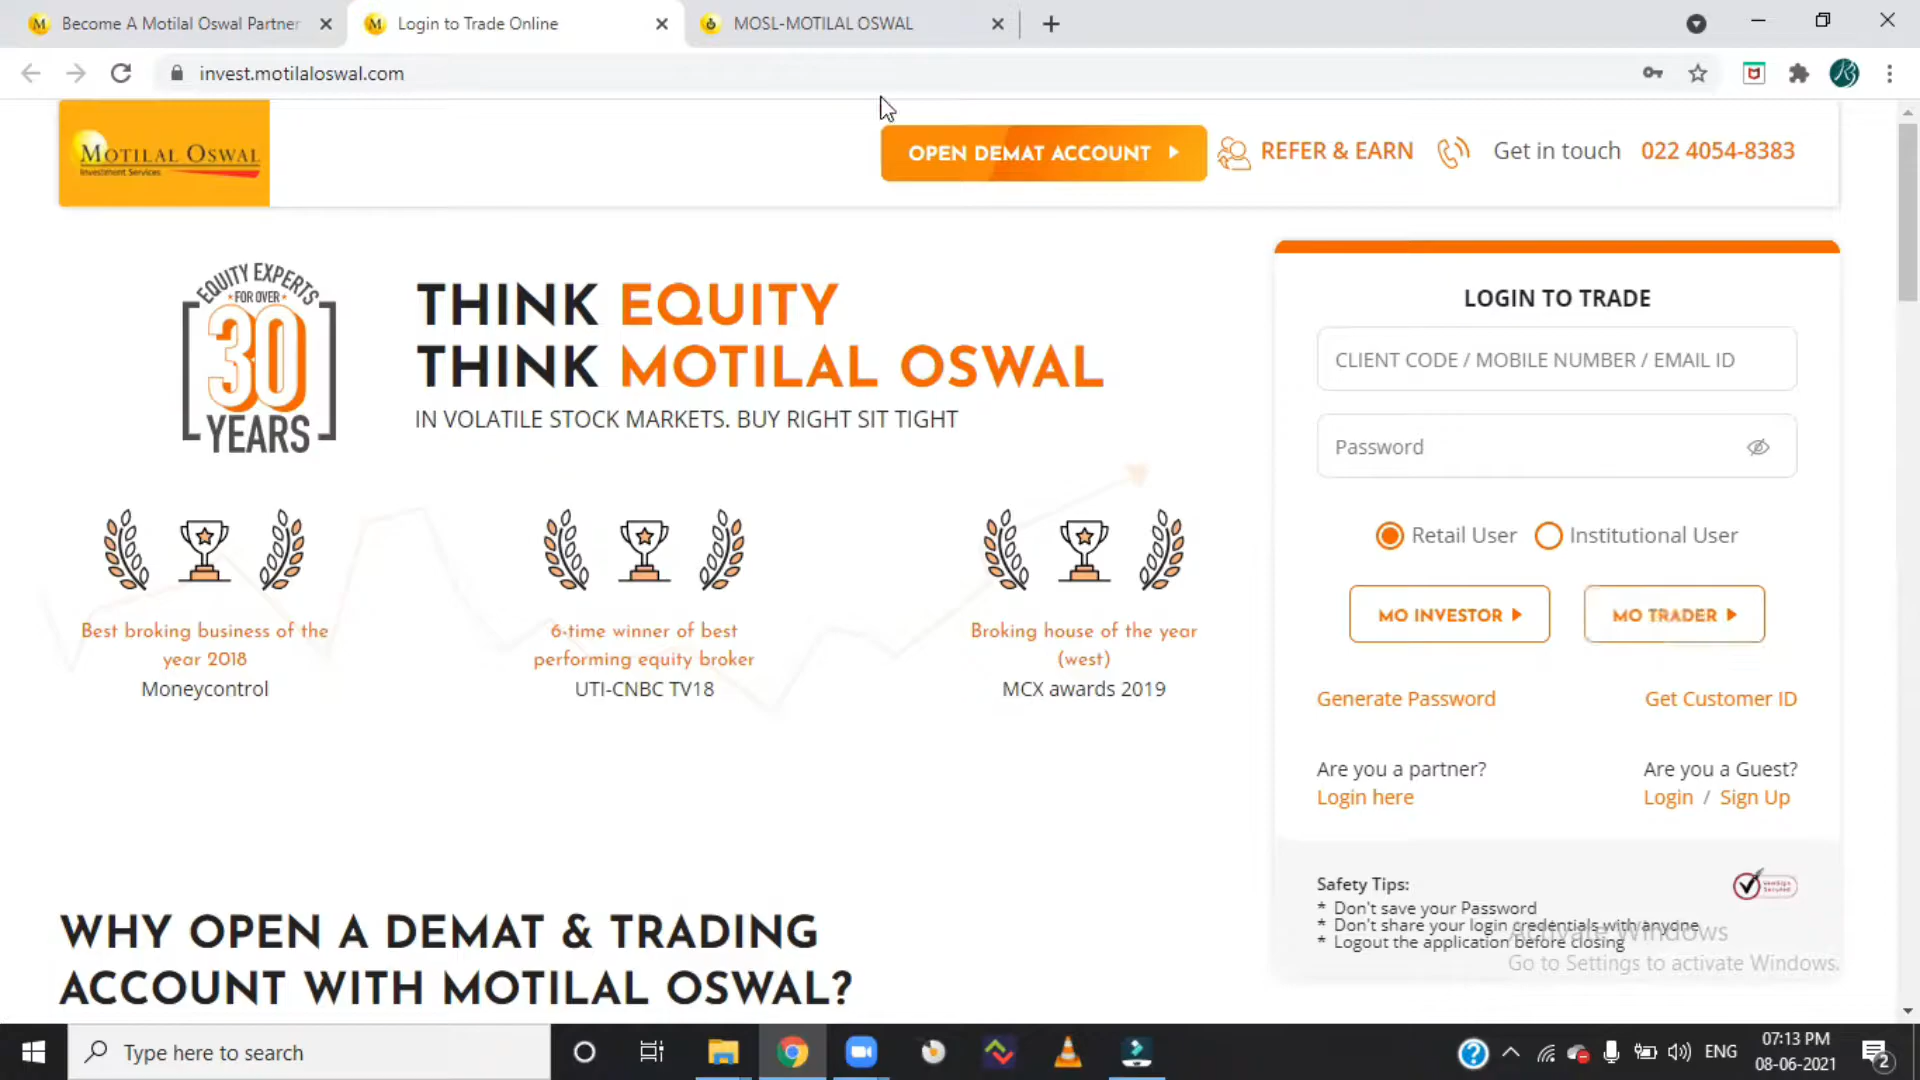 Become A Motilal Oswal Partner
Login to Trade Online
MOSL-MOTILAL OSWAL
invest.motilaloswal.com
MOTILAL OSWAL
Investment Services
OPEN DEMAT ACCOUNT
REFER & EARN
Get in touch 022 4054-8383
EQUITY EXPERTS
FOR OVER
30
YEARS
THINK EQUITY
THINK MOTILAL OSWAL
IN VOLATILE STOCK MARKETS. BUY RIGHT SIT TIGHT
Best broking business of the
year 2018
Moneycontrol
6-time winner of best
performing equity broker
UTI-CNBC TV18
Broking house of the year
(west)
MCX awards 2019
LOGIN TO TRADE
CLIENT CODE / MOBILE NUMBER / EMAIL ID
Password
Retail User
Institutional User
MO INVESTOR
MO TRADER
Generate Password
Get Customer ID
Are you a partner?
Login here
Are you a Guest?
Login / Sign Up
Safety Tips:
* Don't save your Password
* Don't share your login credentials with anyone
* Logout the application before closing
Activate Windows
Go to Settings to activate Windows.
WHY OPEN A DEMAT & TRADING
ACCOUNT WITH MOTILAL OSWAL?
Type here to search
ENG
07:13 PM
08-06-2021
2